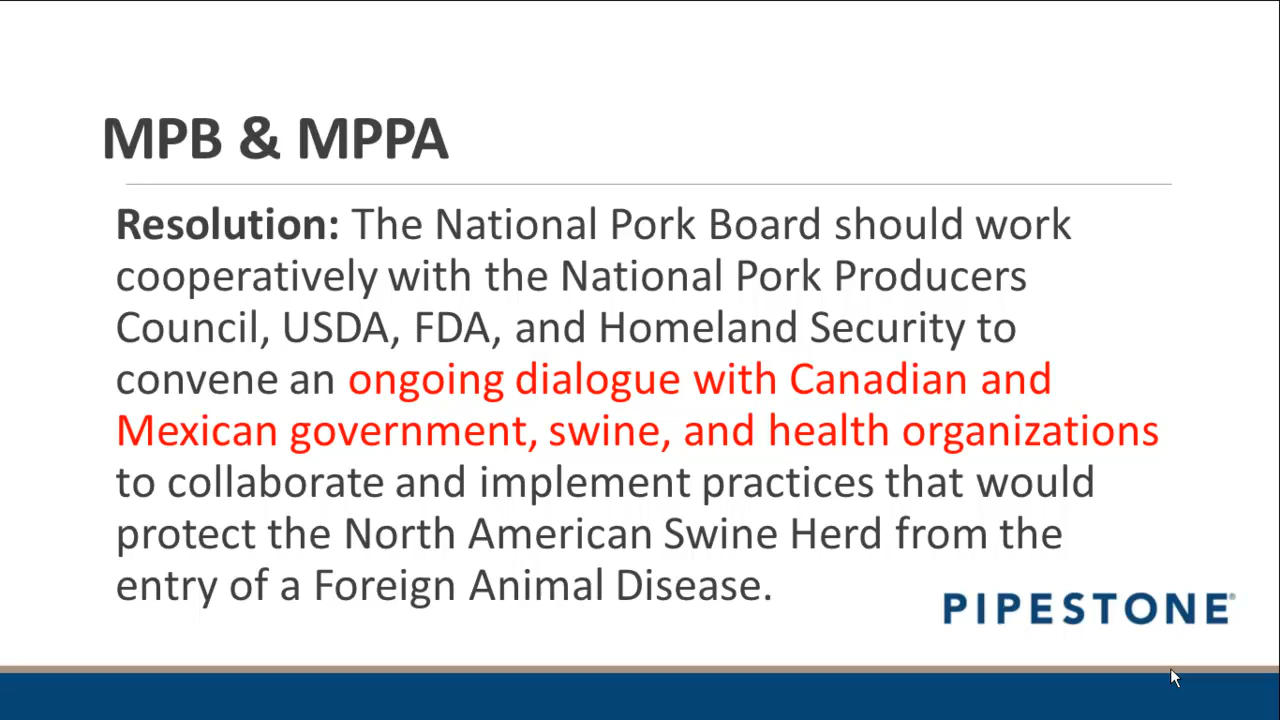 MPB & MPPA
Resolution: The National Pork Board should work
cooperatively with the National Pork Producers
Council, USDA, FDA, and Homeland Security to
convene an ongoing dialogue with Canadian and
Mexican government, swine, and health organizations
to collaborate and implement practices that would
protect the North American Swine Herd from the
entry of a Foreign Animal Disease.
PIPESTONE®